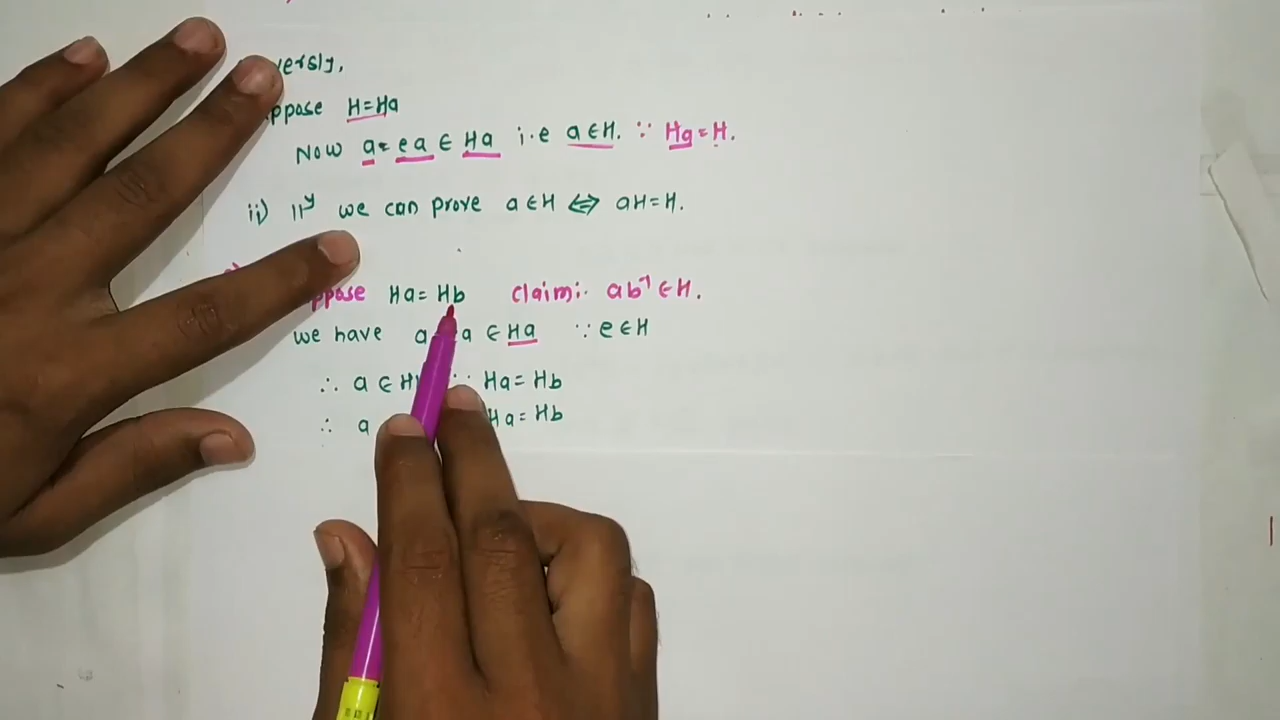 versly,
ppose H=Ha
Now a = ea ∈ Ha i.e a ∈ H. ∵ Ha = H.
ii) ||ly we can prove a ∈ H ⇔ aH = H.
ppose Ha = Hb Claim:- ab⁻¹ ∈ H.
we have a a ∈ Ha ∵ e ∈ H
∴ a ∈ H ∵ Ha = Hb
∴ a Ha = Hb